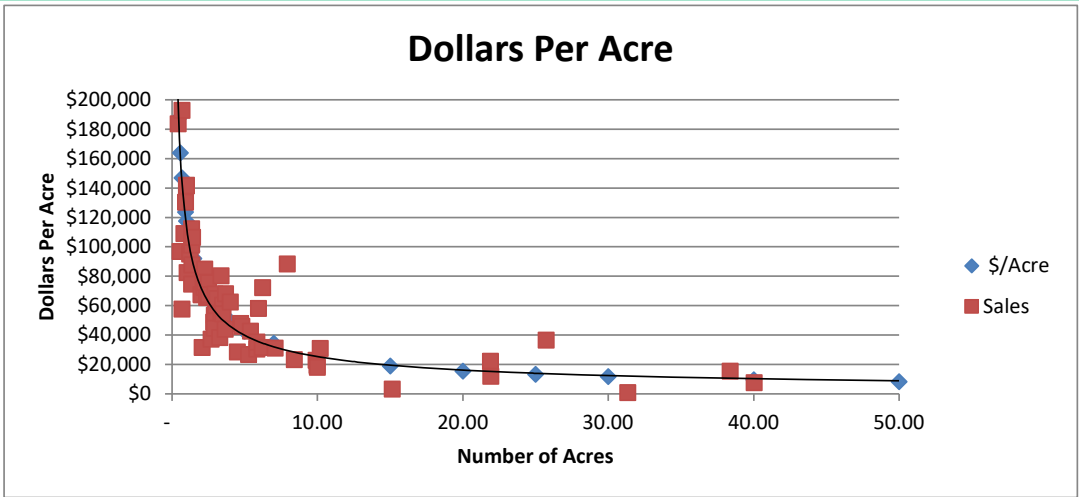 Dollars Per Acre
$200,000
$180,000
$160,000
$140,000
$120,000
$100,000
$80,000
$60,000
$40,000
$20,000
$0
Dollars Per Acre
- 10.00 20.00 30.00 40.00 50.00
Number of Acres
$/Acre
Sales